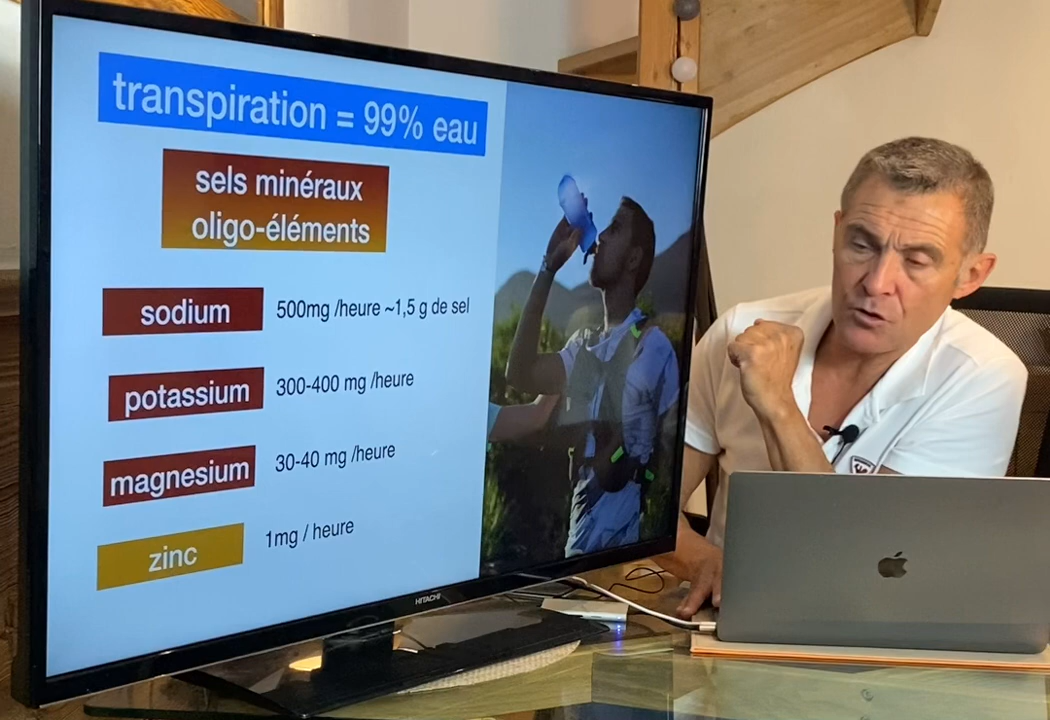 transpiration = 99% eau
sels minéraux
oligo-éléments
sodium 500mg /heure ~1,5 g de sel
potassium 300-400 mg /heure
magnesium 30-40 mg /heure
zinc 1mg / heure
HITACHI